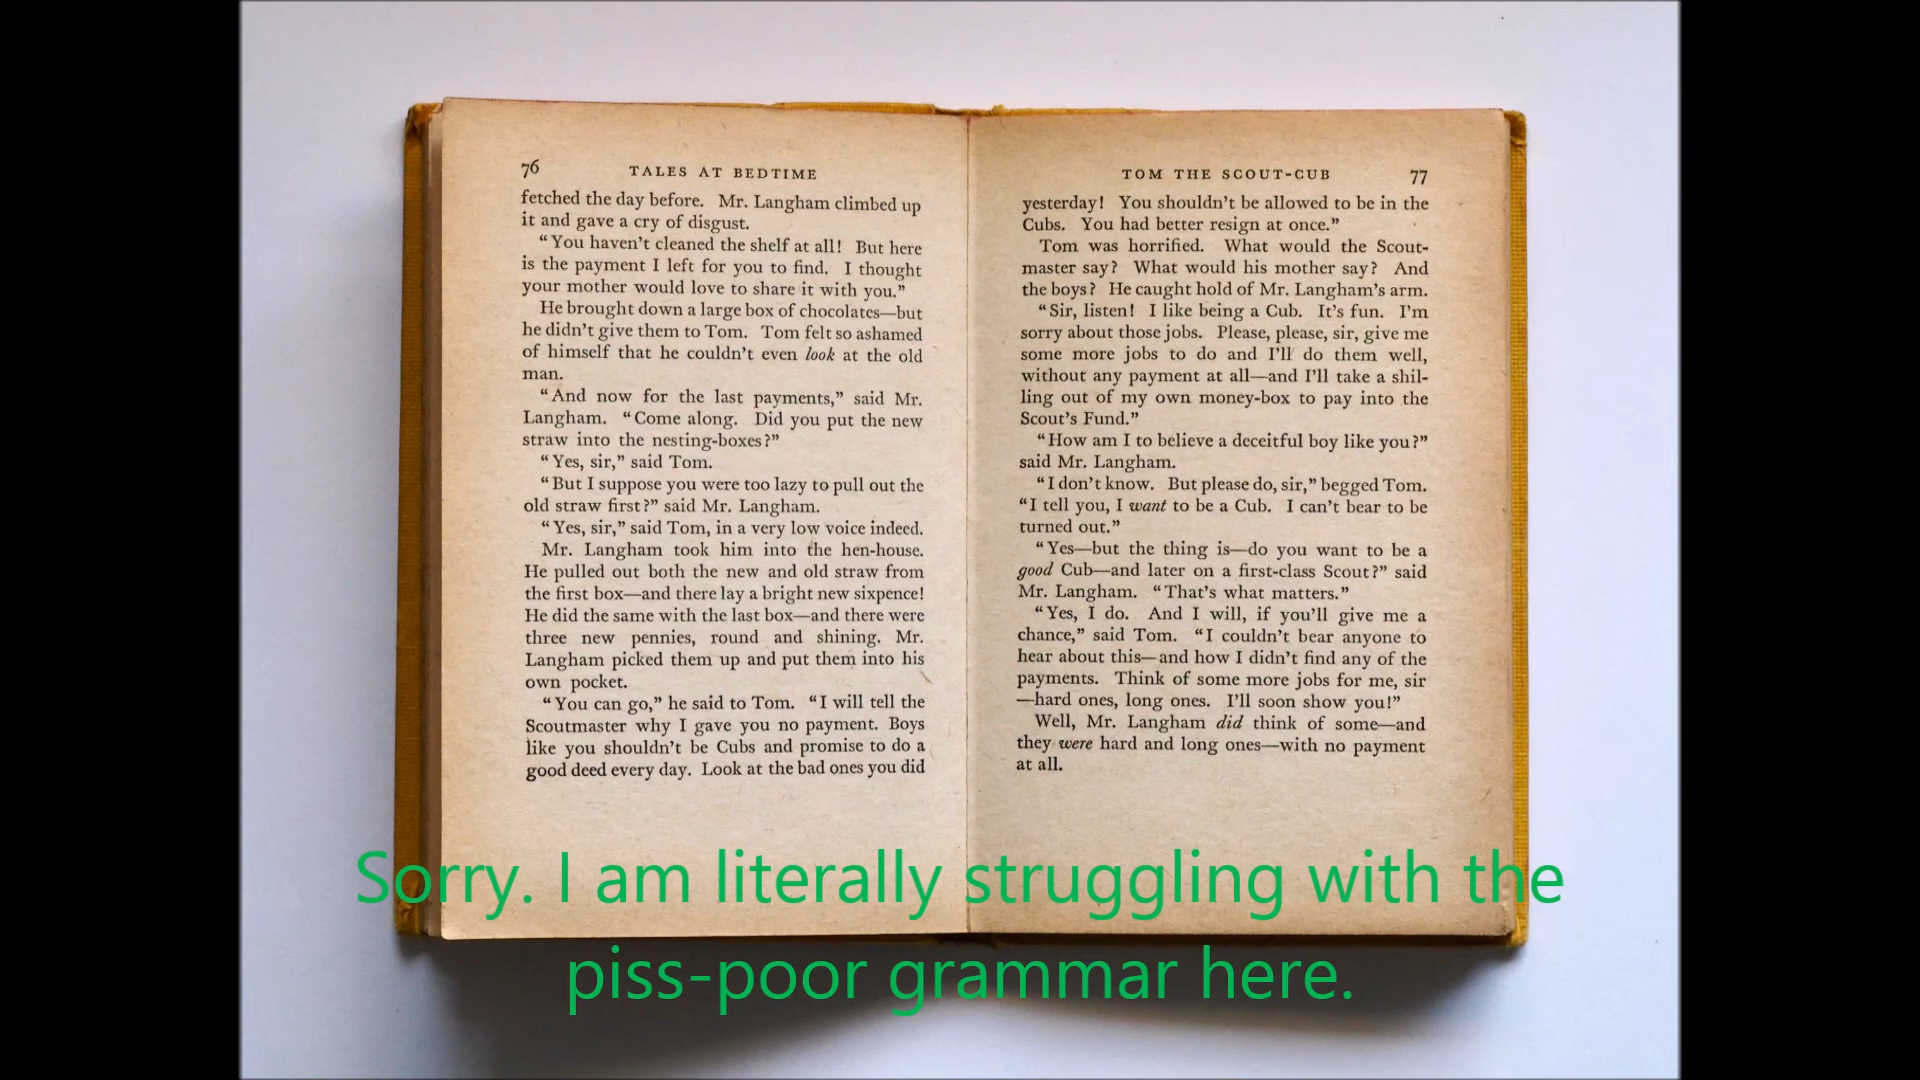 76
TALES AT BEDTIME
fetched the day before. Mr. Langham climbed up
it and gave a cry of disgust.
“You haven’t cleaned the shelf at all! But here
is the payment I left for you to find. I thought
your mother would love to share it with you.”
He brought down a large box of chocolates—but
he didn’t give them to Tom. Tom felt so ashamed
of himself that he couldn’t even look at the old
man.
“And now for the last payments,” said Mr.
Langham. “Come along. Did you put the new
straw into the nesting-boxes?”
“Yes, sir,” said Tom.
“But I suppose you were too lazy to pull out the
old straw first?” said Mr. Langham.
“Yes, sir,” said Tom, in a very low voice indeed.
Mr. Langham took him into the hen-house.
He pulled out both the new and old straw from
the first box—and there lay a bright new sixpence!
He did the same with the last box—and there were
three new pennies, round and shining. Mr.
Langham picked them up and put them into his
own pocket.
“You can go,” he said to Tom. “I will tell the
Scoutmaster why I gave you no payment. Boys
like you shouldn’t be Cubs and promise to do a
good deed every day. Look at the bad ones you did
TOM THE SCOUT-CUB
77
yesterday! You shouldn’t be allowed to be in the
Cubs. You had better resign at once.”
Tom was horrified. What would the Scout-
master say? What would his mother say? And
the boys? He caught hold of Mr. Langham’s arm.
“Sir, listen! I like being a Cub. It’s fun. I’m
sorry about those jobs. Please, please, sir, give me
some more jobs to do and I’ll do them well,
without any payment at all—and I’ll take a shil-
ling out of my own money-box to pay into the
Scout’s Fund.”
“How am I to believe a deceitful boy like you?”
said Mr. Langham.
“I don’t know. But please do, sir,” begged Tom.
“I tell you, I want to be a Cub. I can’t bear to be
turned out.”
“Yes—but the thing is—do you want to be a
good Cub—and later on a first-class Scout?” said
Mr. Langham. “That’s what matters.”
“Yes, I do. And I will, if you’ll give me a
chance,” said Tom. “I couldn’t bear anyone to
hear about this—and how I didn’t find any of the
payments. Think of some more jobs for me, sir
—hard ones, long ones. I’ll soon show you!”
Well, Mr. Langham did think of some—and
they were hard and long ones—with no payment
at all.
Sorry. I am literally struggling with the
piss-poor grammar here.